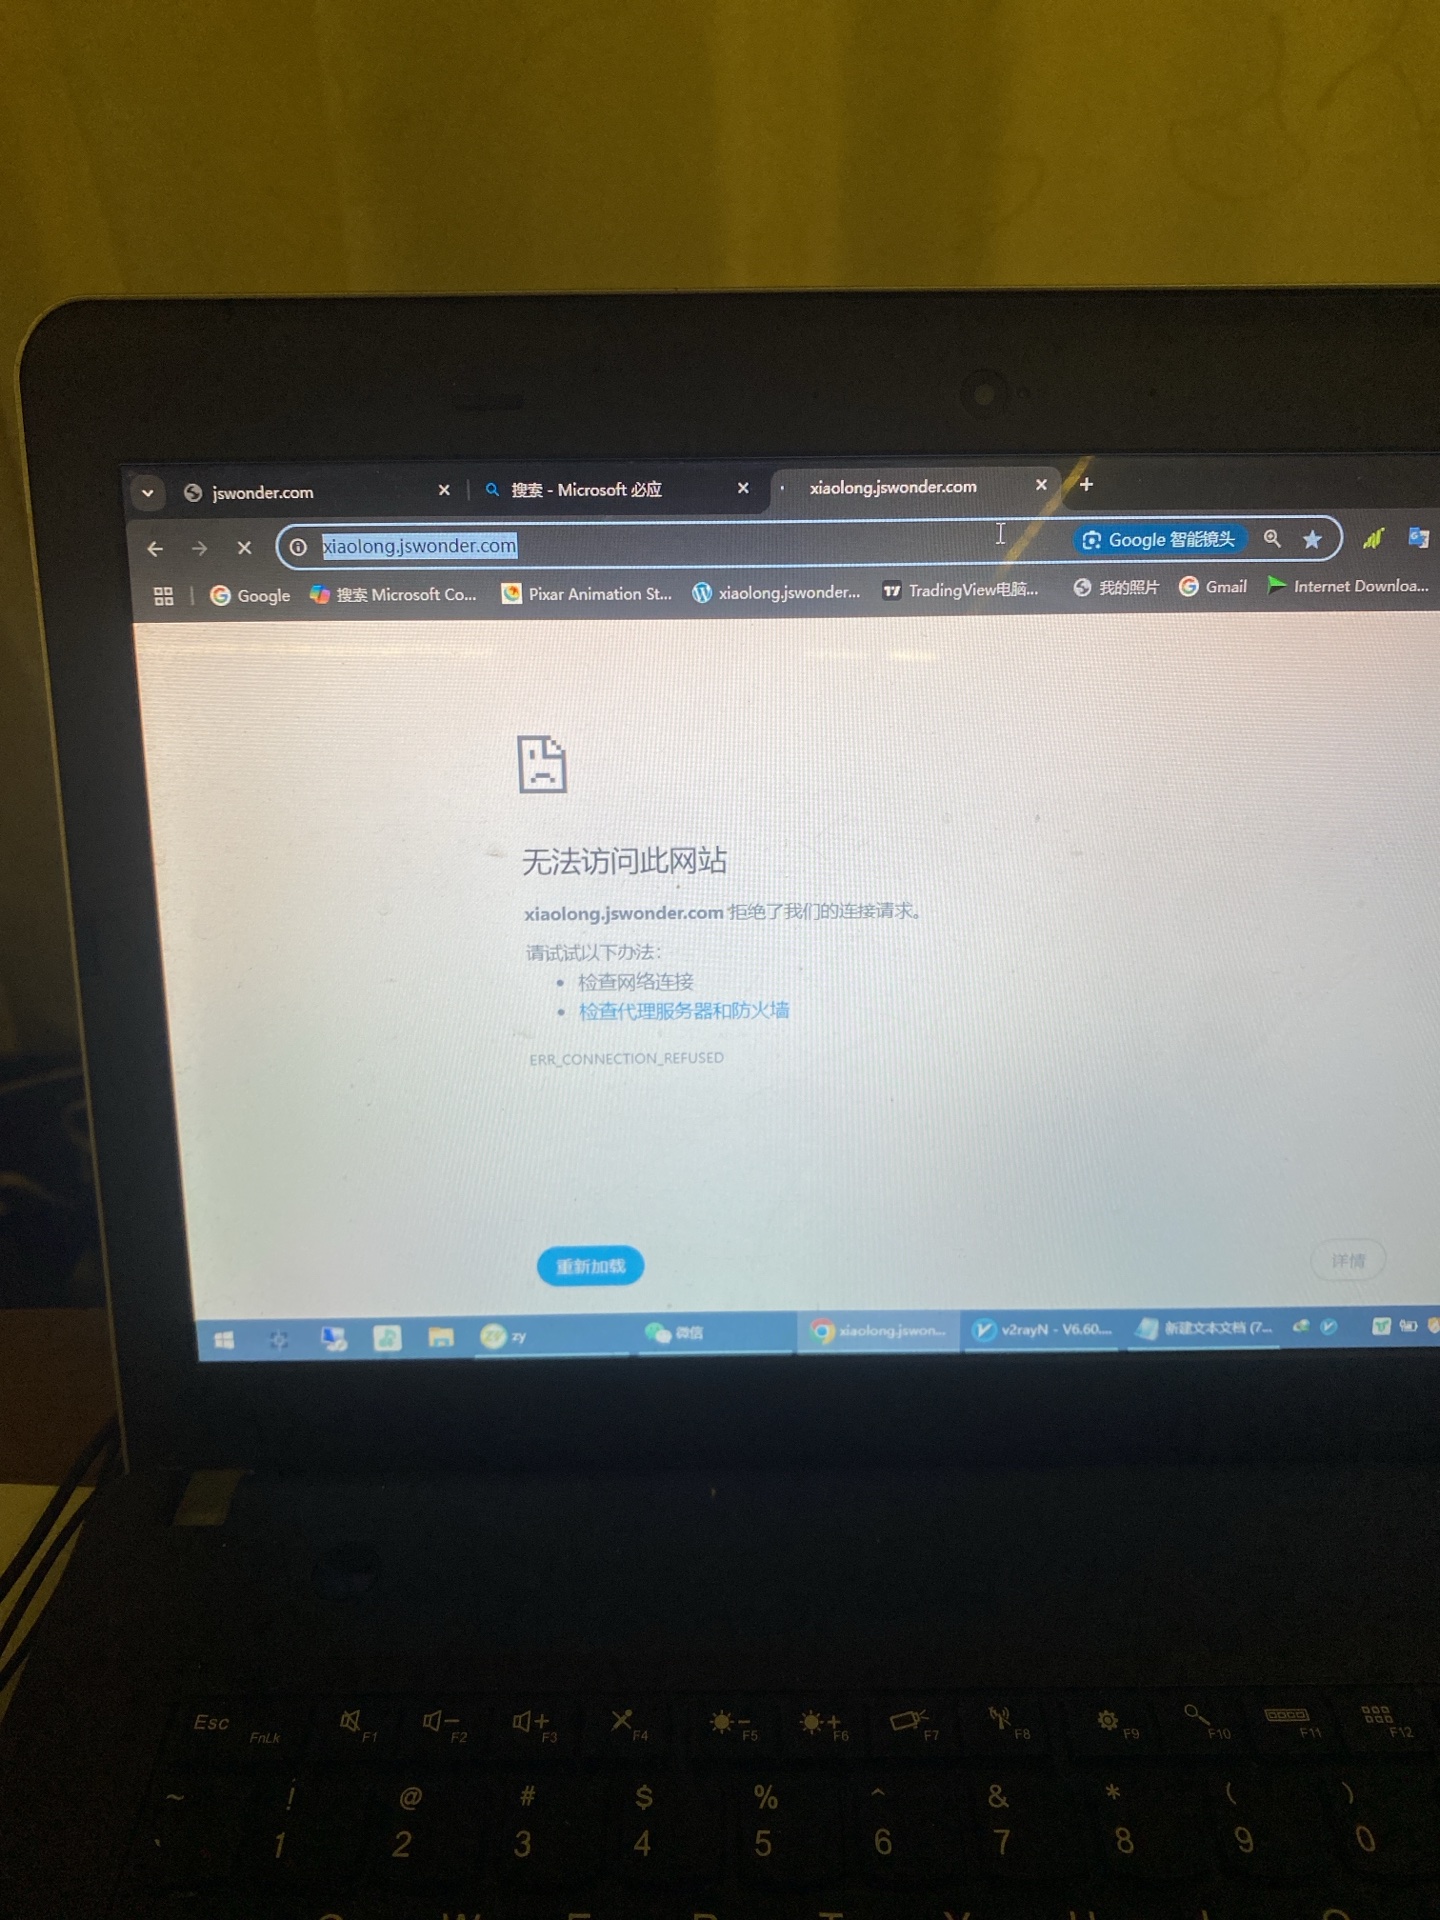 jswonder.com
搜索 - Microsoft 必应
xiaolong.jswonder.com
xiaolong.jswonder.com
Google 智能镜头
Google
搜索 Microsoft Co...
Pixar Animation St...
xiaolong.jswonder...
TradingView电脑...
我的照片
Gmail
Internet Downloa...
无法访问此网站
xiaolong.jswonder.com 拒绝了我们的连接请求。
请试试以下办法:
• 检查网络连接
• 检查代理服务器和防火墙
ERR_CONNECTION_REFUSED
重新加载
详情
zy
微信
xiaolong.jswon...
v2rayN - V6.60....
新建文本文档 (7...
Esc
FnLk
F1
F2
F3
F4
F5
F6
F7
F8
F9
F10
F11
F12
~ ! @ # $ % ^ & * ( )
` 1 2 3 4 5 6 7 8 9 0